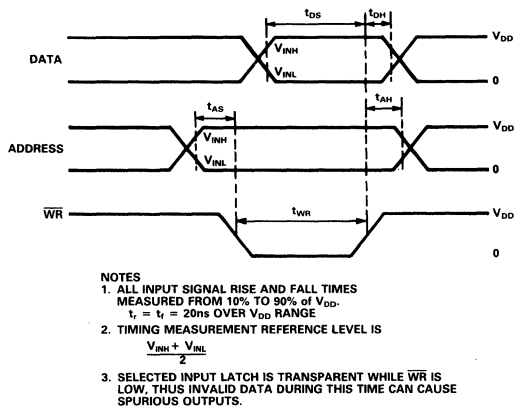 tDS tDH
VDD
DATA VINH
VINL
0
tAS tAH
VDD
ADDRESS VINH
VINL
0
WR tWR VDD
0
NOTES
1. ALL INPUT SIGNAL RISE AND FALL TIMES
MEASURED FROM 10% TO 90% of VDD.
tr = tf = 20ns OVER VDD RANGE
2. TIMING MEASUREMENT REFERENCE LEVEL IS
VINH + VINL
2
3. SELECTED INPUT LATCH IS TRANSPARENT WHILE WR IS
LOW, THUS INVALID DATA DURING THIS TIME CAN CAUSE
SPURIOUS OUTPUTS.